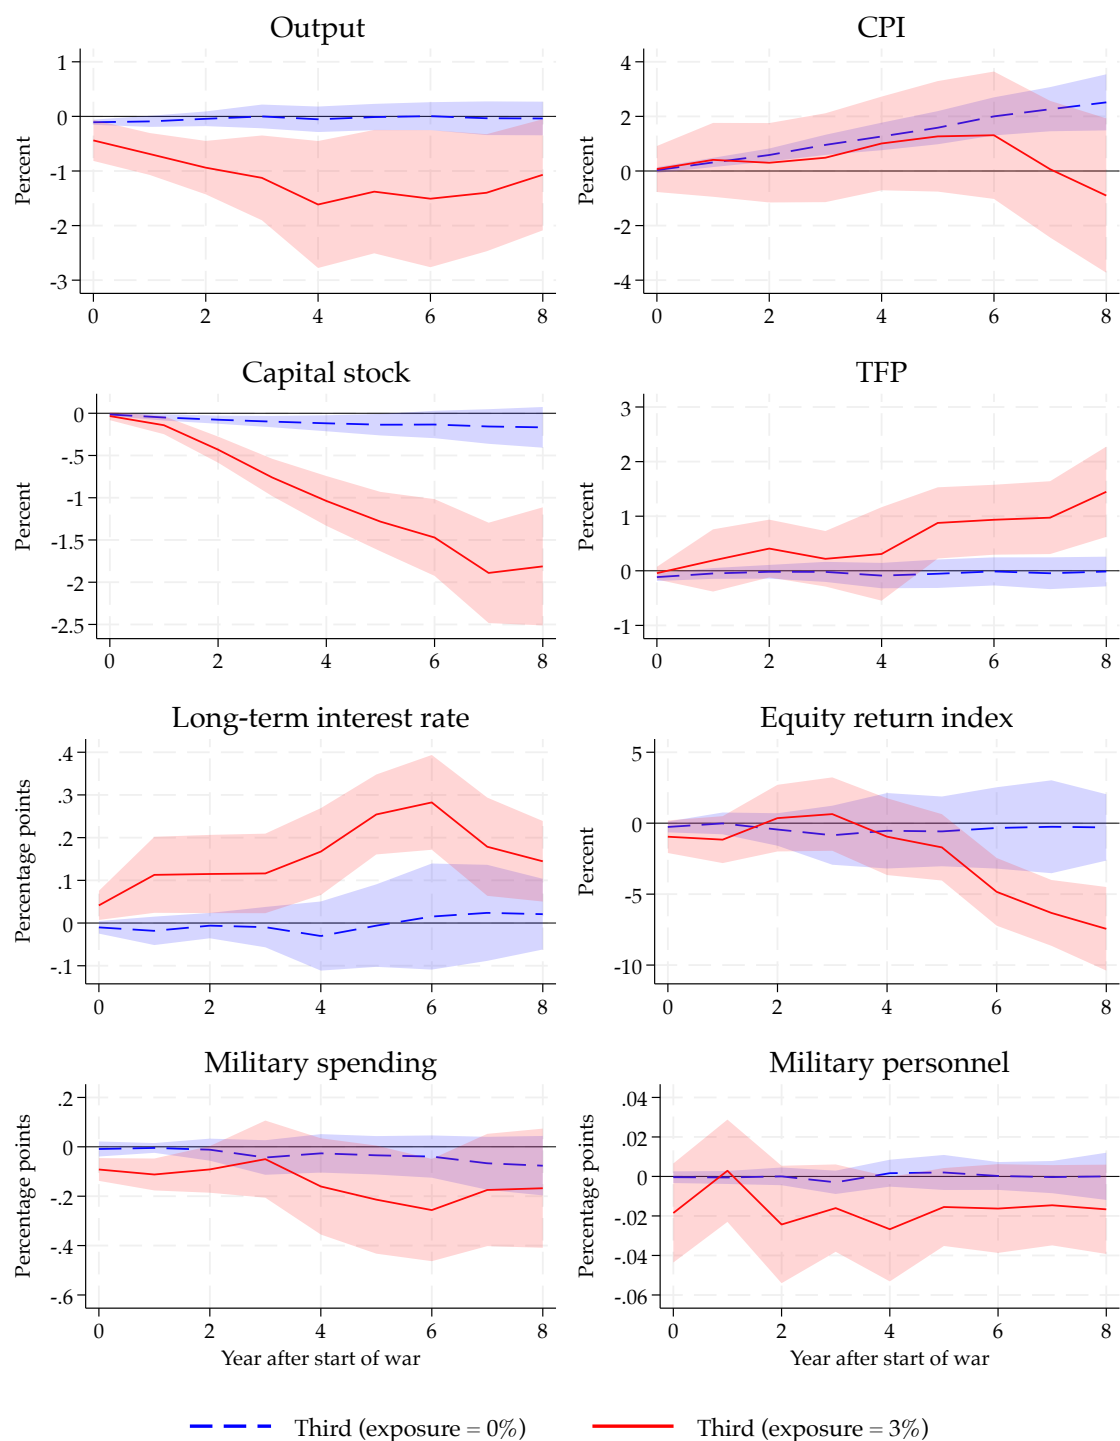 Output
CPI
Percent
1
0
-1
-2
-3
0 2 4 6 8
Percent
4
2
0
-2
-4
0 2 4 6 8
Capital stock
TFP
Percent
0
-.5
-1
-1.5
-2
-2.5
0 2 4 6 8
Percent
3
2
1
0
-1
0 2 4 6 8
Long-term interest rate
Equity return index
Percentage points
.4
.3
.2
.1
0
-.1
0 2 4 6 8
Percent
5
0
-5
-10
0 2 4 6 8
Military spending
Military personnel
Percentage points
.2
0
-.2
-.4
-.6
0 2 4 6 8
Year after start of war
Percentage points
.04
.02
0
-.02
-.04
-.06
0 2 4 6 8
Year after start of war
Third (exposure = 0%)
Third (exposure = 3%)